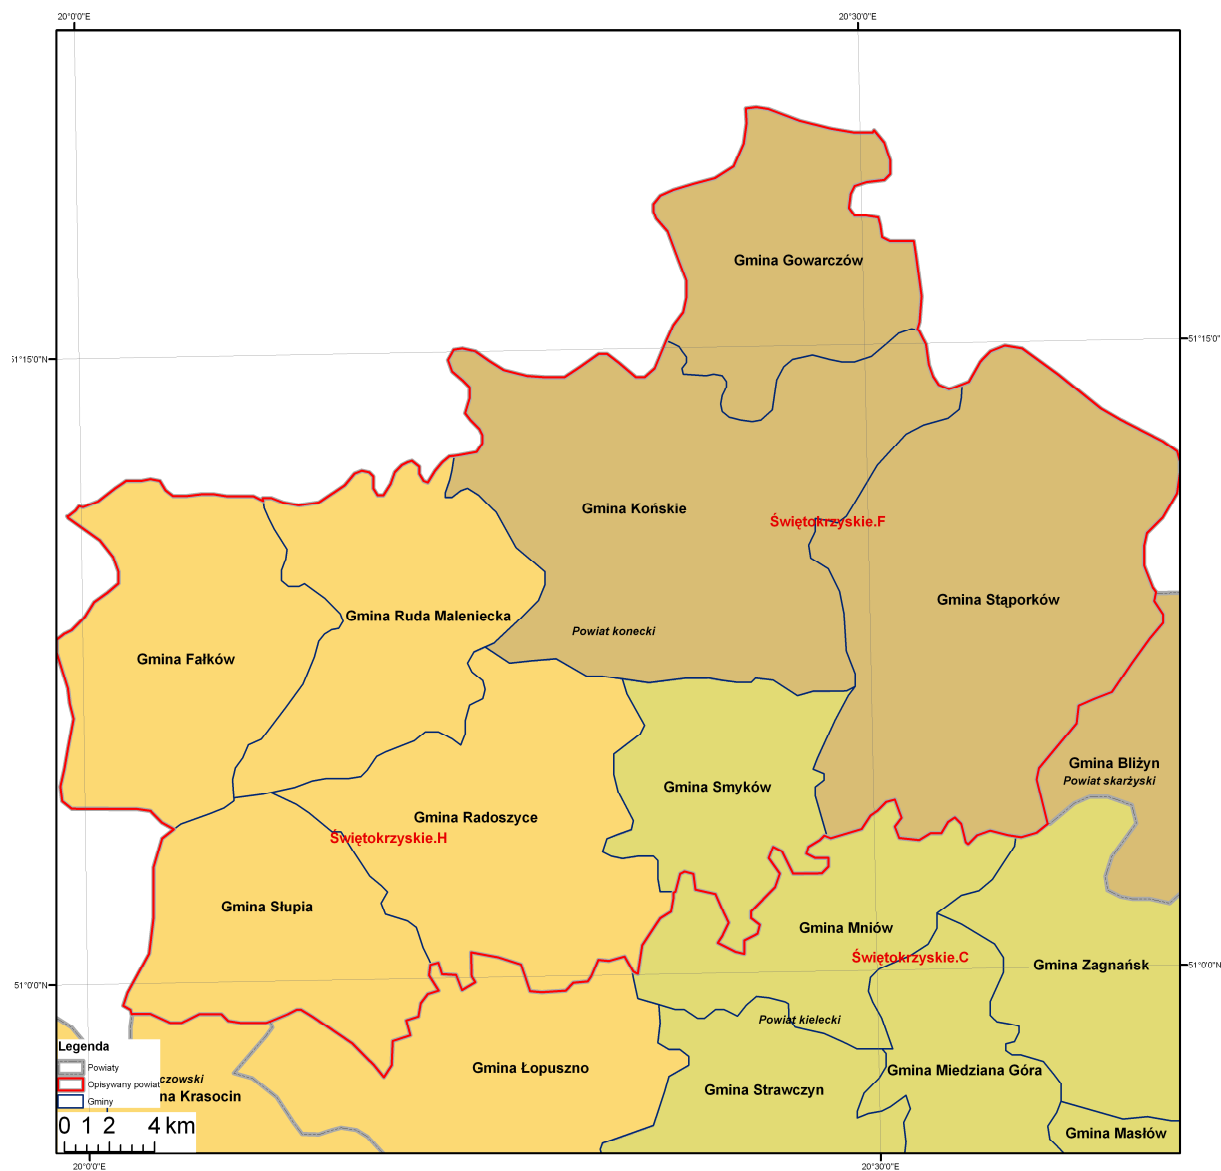 20°0'0"E
20°30'0"E
Gmina Gowarczów
51°15'0"N
51°15'0"
Gmina Końskie
Świętokrzyskie.F
Gmina Stąporków
Gmina Ruda Maleniecka
Powiat konecki
Gmina Fałków
Gmina Bliżyn
Powiat skarżyski
Gmina Smyków
Gmina Radoszyce
Świętokrzyskie.H
Gmina Słupia
Gmina Mniów
Świętokrzyskie.C
Gmina Zagnańsk
51°0'0"N
51°0'0"N
Powiat kielecki
Legenda
Powiaty
Opisywany powiat
Gminy
czowski
na Krasocin
Gmina Łopuszno
Gmina Miedziana Góra
Gmina Strawczyn
Gmina Masłów
0 1 2 4 km
20°0'0"E
20°30'0"E